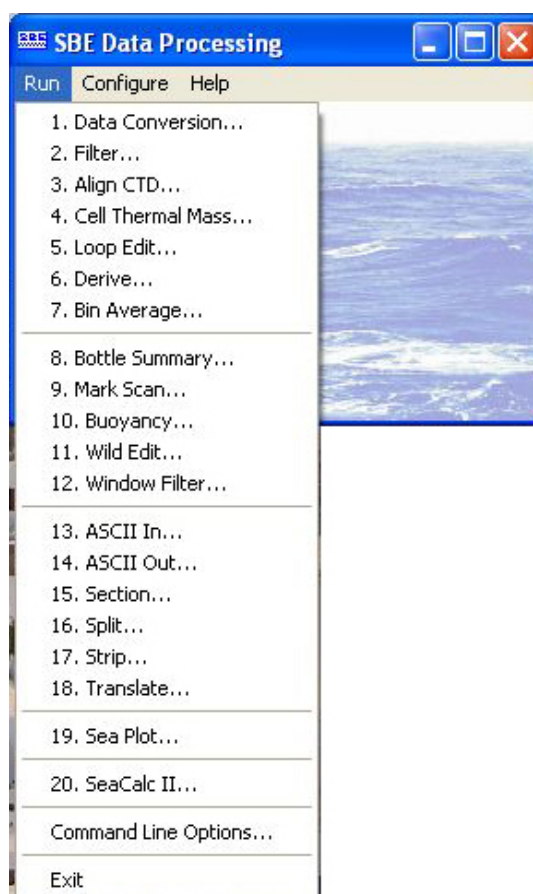 SBE Data Processing
Run Configure Help
1. Data Conversion...
2. Filter...
3. Align CTD...
4. Cell Thermal Mass...
5. Loop Edit...
6. Derive...
7. Bin Average...
8. Bottle Summary...
9. Mark Scan...
10. Buoyancy...
11. Wild Edit...
12. Window Filter...
13. ASCII In...
14. ASCII Out...
15. Section...
16. Split...
17. Strip...
18. Translate...
19. Sea Plot...
20. SeaCalc II...
Command Line Options...
Exit